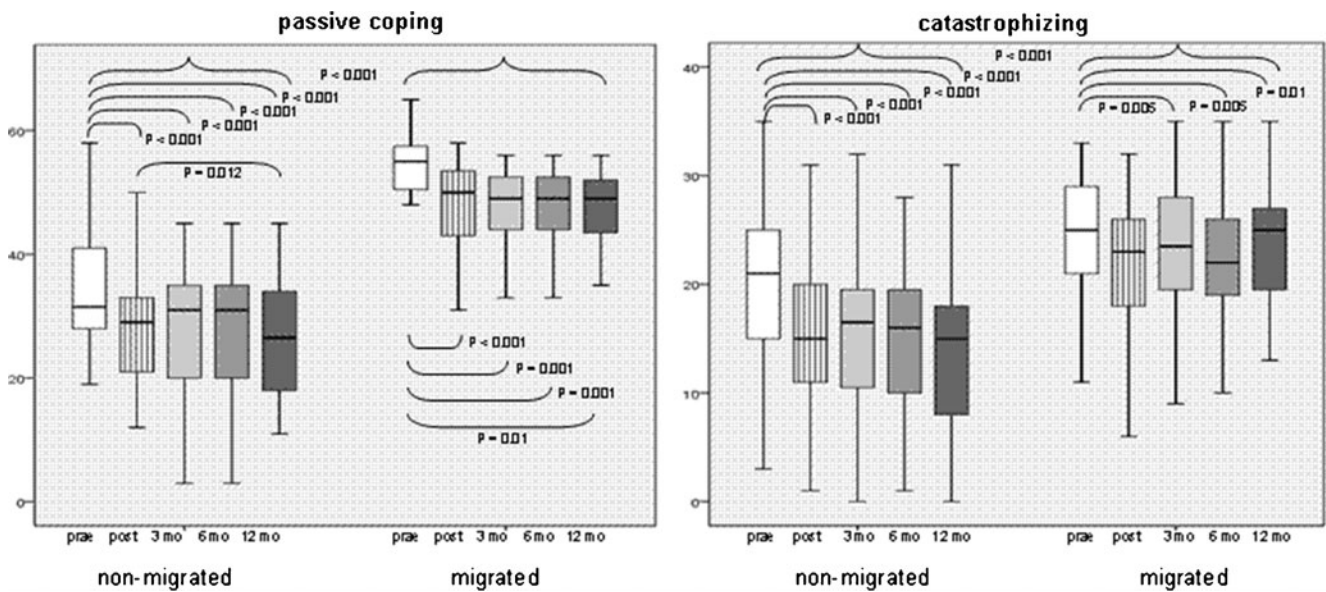 passive coping
P < 0.001
P < 0.001
P < 0.001
P < 0.001
P < 0.001
P = 0.012
60
40
20
0
P < 0.001
P = 0.001
P = 0.001
P = 0.01
præ post 3 mo 6 mo 12 mo
præ post 3 mo 6 mo 12 mo
non-migrated
migrated
catastrophizing
40
30
20
10
0
P < 0.001
P < 0.001
P < 0.001
P < 0.001
P < 0.001
P = 0.01
P = 0.005
P = 0.005
præ post 3 mo 6 mo 12 mo
præ post 3 mo 6 mo 12 mo
non-migrated
migrated